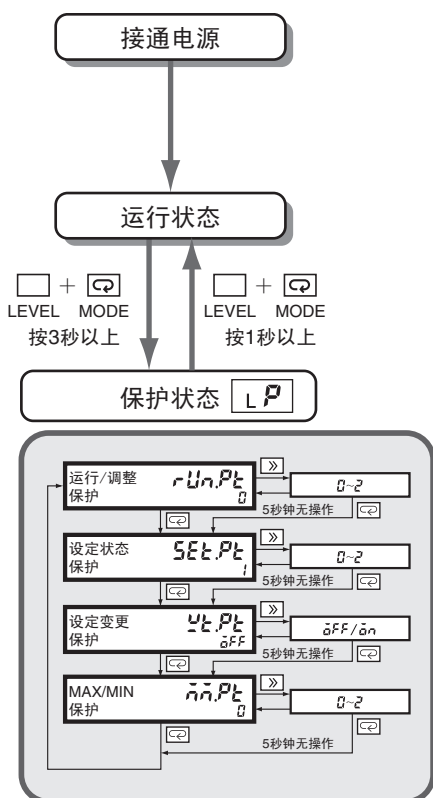 接通电源
运行状态
+ +
LEVEL MODE LEVEL MODE
按3秒以上 按1秒以上
保护状态 LP
运行/调整 rUn.Pt »
保护 0 0~2
5秒钟无操作
设定状态 SEt.Pt »
保护 1 0~2
5秒钟无操作
设定变更 Yt.Pt »
保护 oFF oFF/on
5秒钟无操作
MAX/MIN mm.Pt »
保护 0 0~2
5秒钟无操作